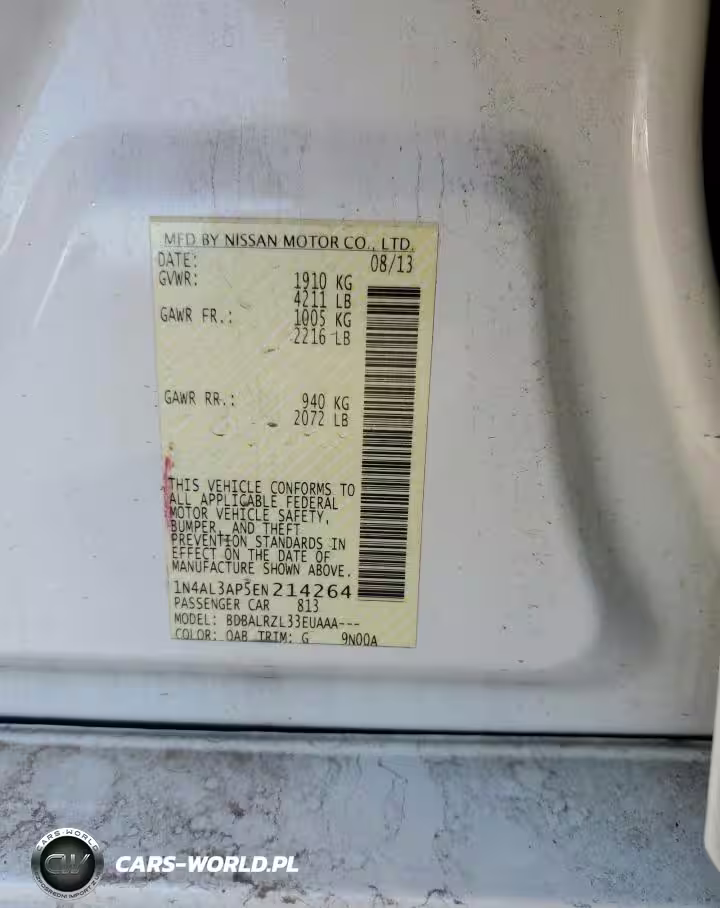 MFD BY NISSAN MOTOR CO., LTD.
DATE: 08/13
GVWR: 1910 KG
4211 LB
GAWR FR.: 1005 KG
2216 LB
GAWR RR.: 940 KG
2072 LB
THIS VEHICLE CONFORMS TO
ALL APPLICABLE FEDERAL
MOTOR VEHICLE SAFETY,
BUMPER, AND THEFT
PREVENTION STANDARDS IN
EFFECT ON THE DATE OF
MANUFACTURE SHOWN ABOVE.
1N4AL3AP5EN214264
PASSENGER CAR 813
MODEL: BDBALRZL33EUAAA---
COLOR: QAB TRIM: G 9N00A
CARS-WORLD
CW
CARS-WORLD.PL